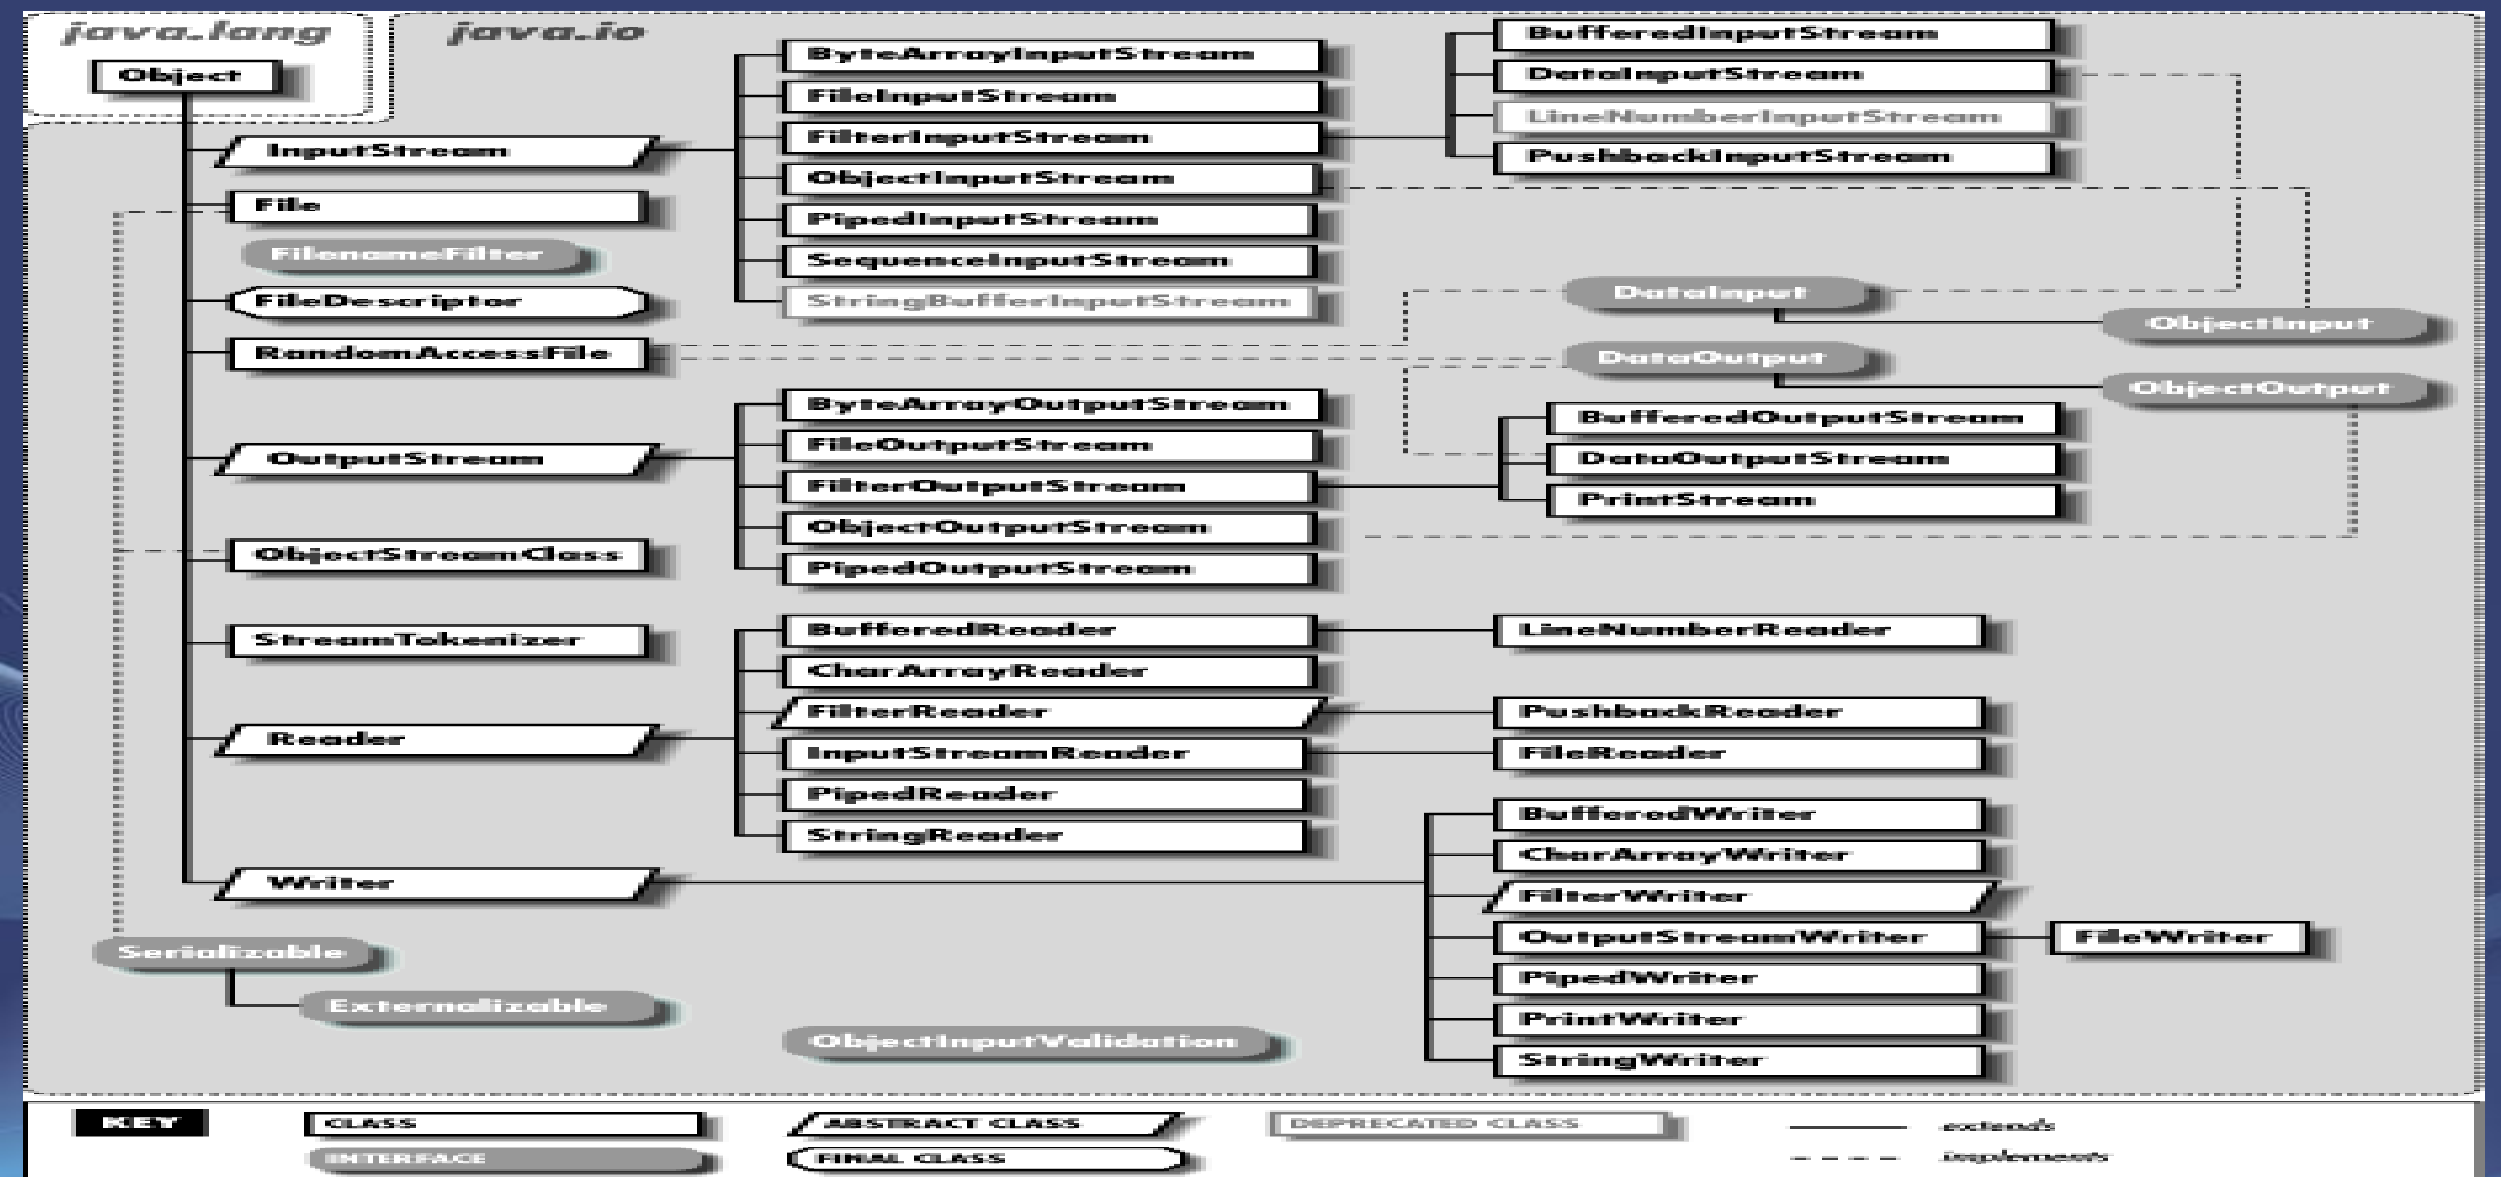 java.lang
java.io
Object
InputStream
File
FilenameFilter
FileDescriptor
RandomAccessFile
OutputStream
ObjectStreamClass
StreamTokenizer
Reader
Writer
Serializable
Externalizable
ByteArrayInputStream
FileInputStream
FilterInputStream
ObjectInputStream
PipedInputStream
SequenceInputStream
StringBufferInputStream
ByteArrayOutputStream
FileOutputStream
FilterOutputStream
ObjectOutputStream
PipedOutputStream
BufferedReader
CharArrayReader
FilterReader
InputStreamReader
PipedReader
StringReader
ObjectInputValidation
BufferedInputStream
DataInputStream
LineNumberInputStream
PushbackInputStream
DataInput
ObjectInput
DataOutput
ObjectOutput
BufferedOutputStream
DataOutputStream
PrintStream
LineNumberReader
PushbackReader
FileReader
BufferedWriter
CharArrayWriter
FilterWriter
OutputStreamWriter
FileWriter
PipedWriter
PrintWriter
StringWriter
KEY
CLASS
ABSTRACT CLASS
DEPRECATED CLASS
extends
INTERFACE
FINAL CLASS
implements